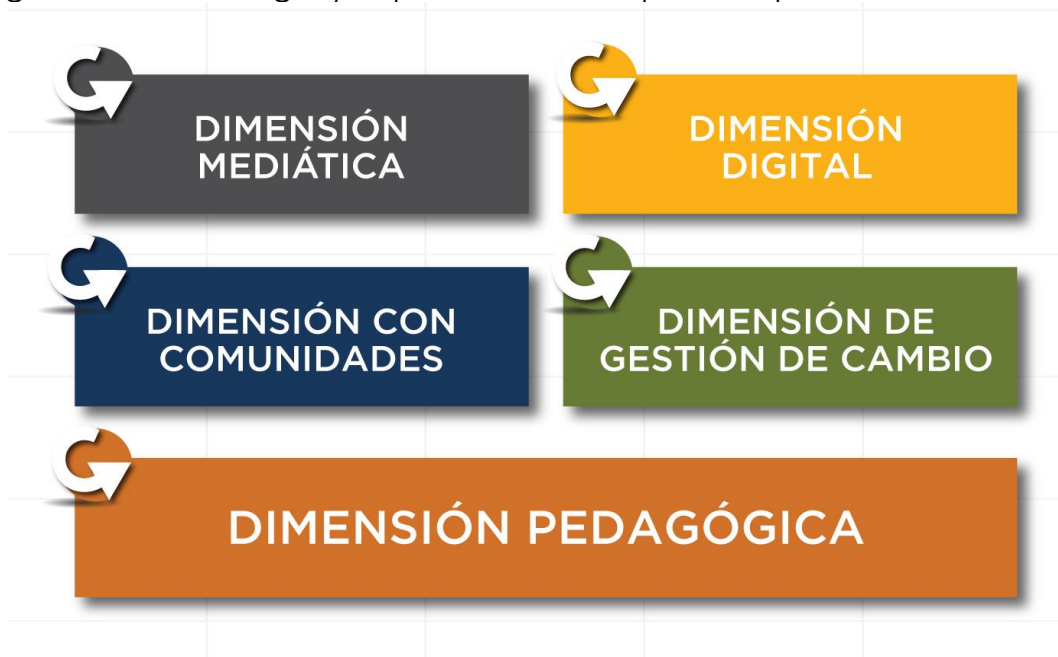 DIMENSIÓN
MEDIÁTICA
DIMENSIÓN
DIGITAL
DIMENSIÓN CON
COMUNIDADES
DIMENSIÓN DE
GESTIÓN DE CAMBIO
DIMENSIÓN PEDAGÓGICA